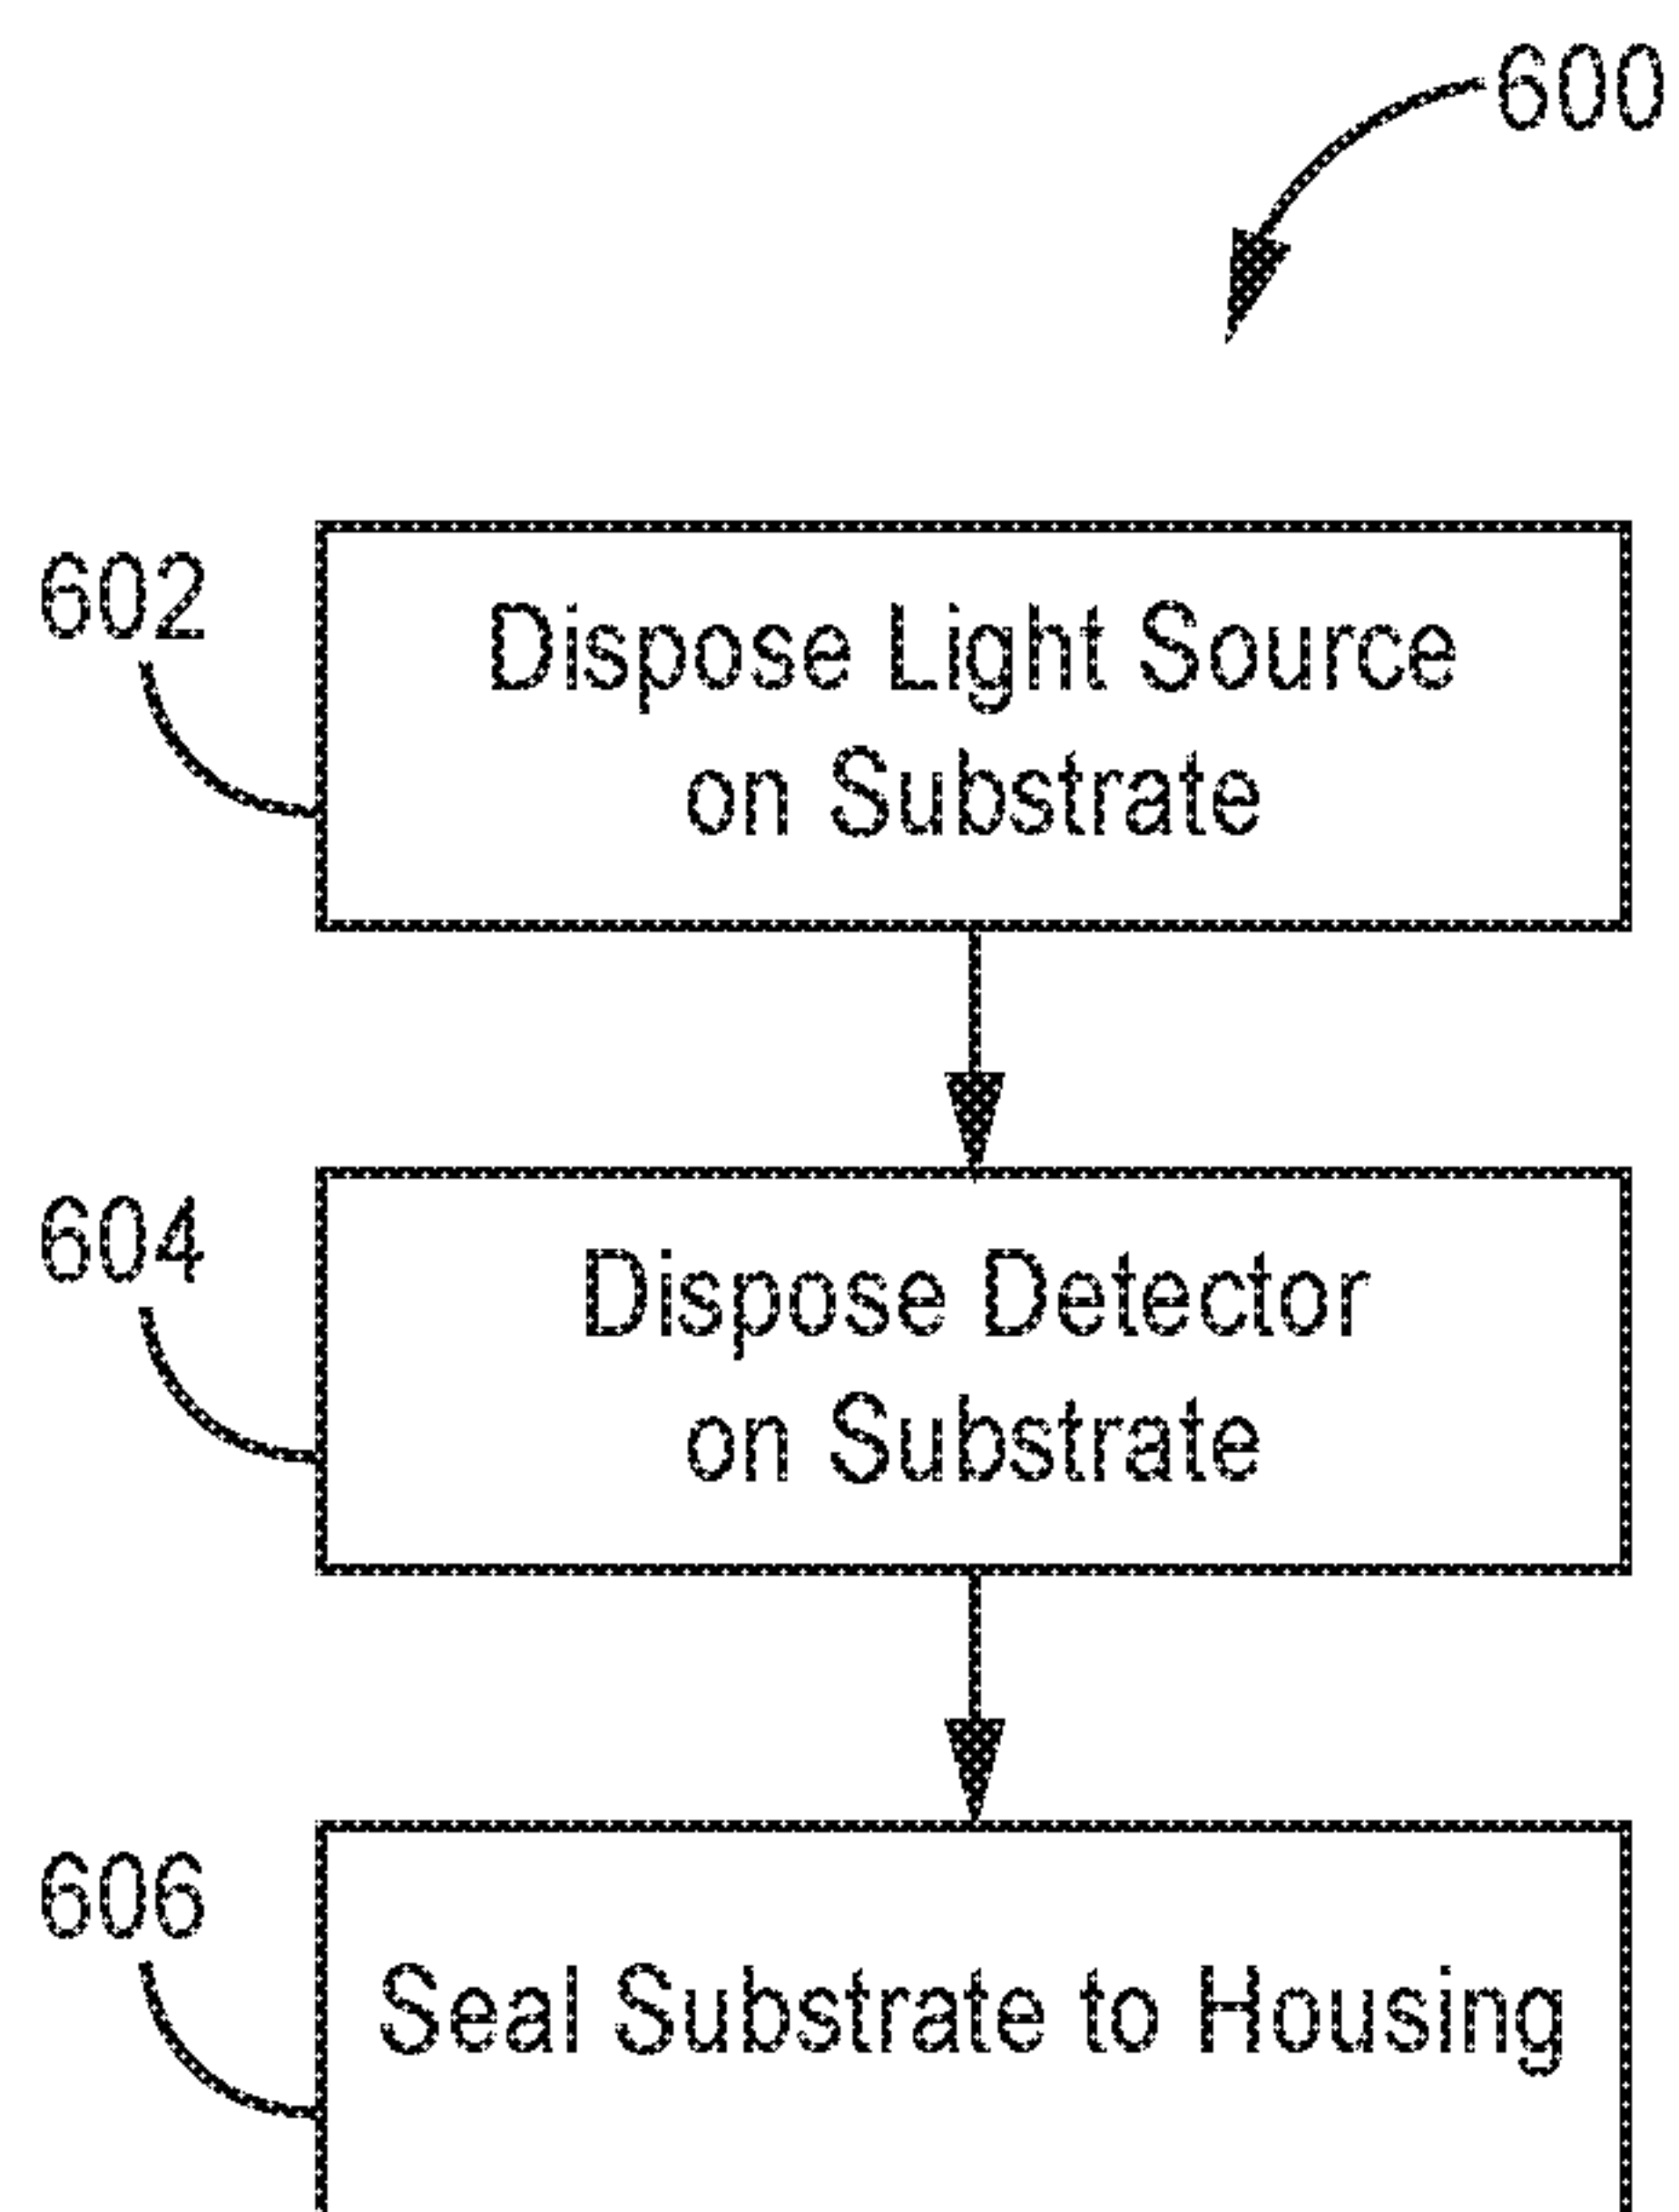 600
602
Dispose Light Source
on Substrate
604
Dispose Detector
on Substrate
606
Seal Substrate to Housing